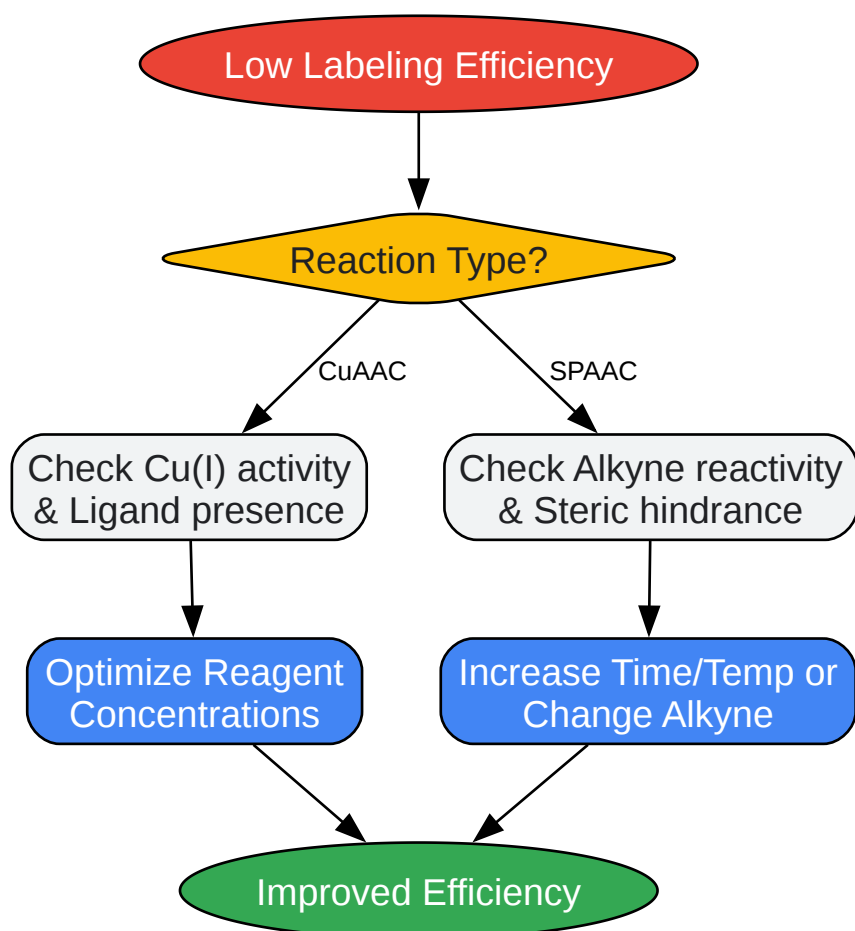 Low Labeling Efficiency
Reaction Type?
CuAAC
SPAAC
Check Cu(I) activity
& Ligand presence
Check Alkyne reactivity
& Steric hindrance
Optimize Reagent
Concentrations
Increase Time/Temp or
Change Alkyne
Improved Efficiency